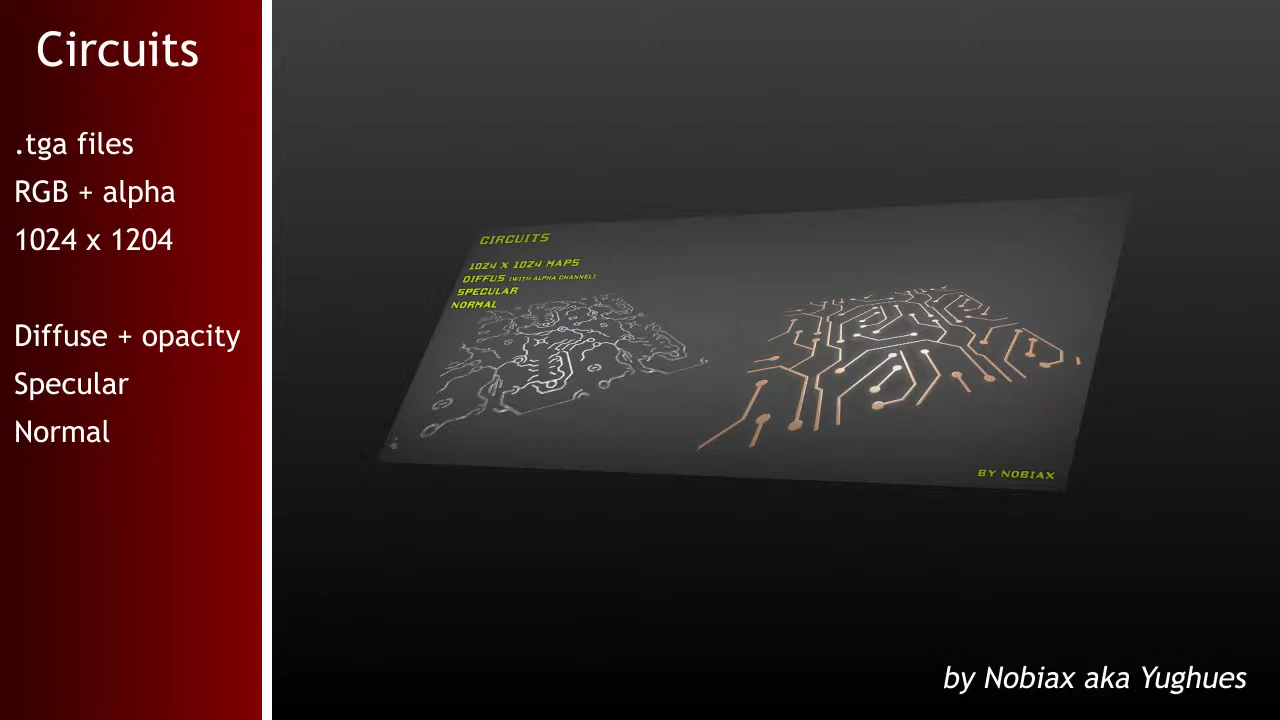 Circuits
.tga files
RGB + alpha
1024 x 1204
Diffuse + opacity
Specular
Normal
CIRCUITS
1024 X 1024 MAPS
DIFFUS (WITH ALPHA CHANNEL)
SPECULAR
NORMAL
BY NOBIAX
by Nobiax aka Yughues